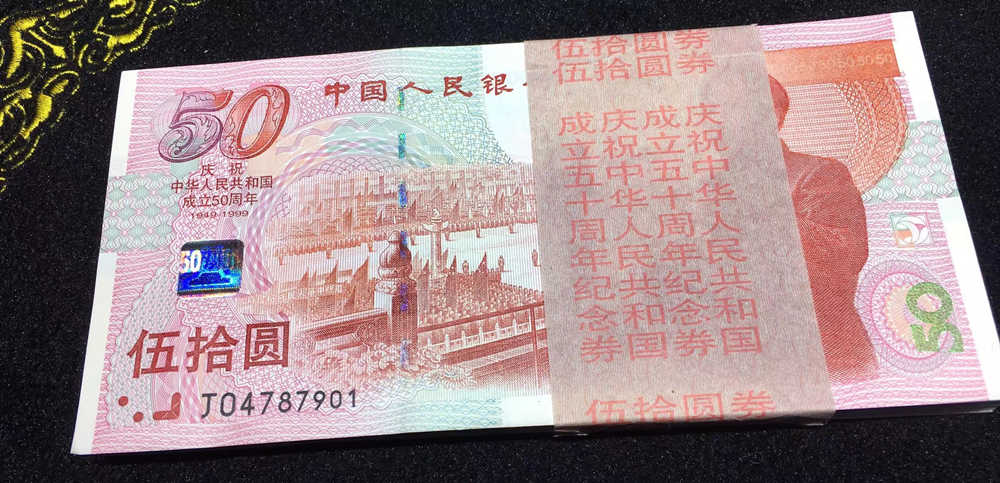 50
中国人民银
庆祝
中华人民共和国
成立50周年
1949-1999
50
伍拾圆
J04787901
伍拾圆券
伍拾圆券
庆祝中华人民共和国
成立五十周年纪念券
庆祝中华人民共和国
成立五十周年纪念券
伍拾圆券
505050
50